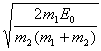 √(2m₁E₀ / m₂(m₁ + m₂))